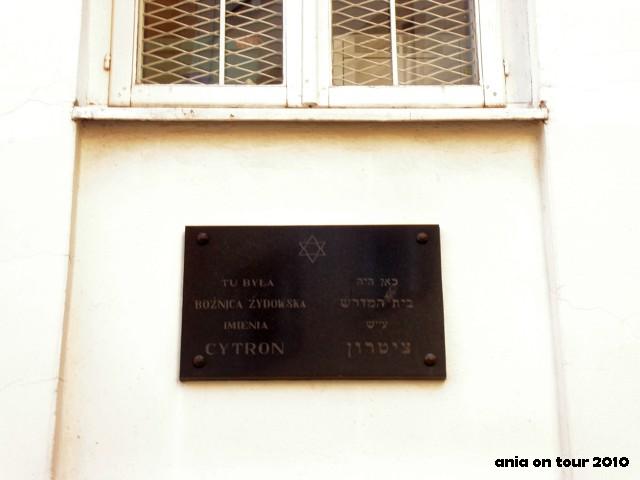 TU BYŁA
BOŻNICA ŻYDOWSKA
IMIENIA
CYTRON
כאן היה
בית המדרש
ע״ש
ציטרון
ania on tour 2010